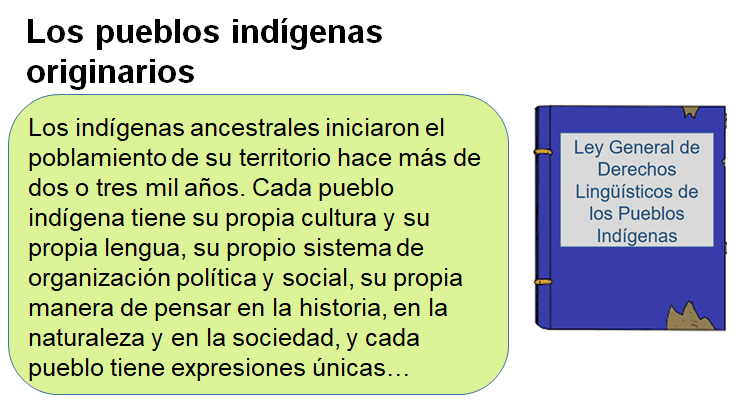 Los pueblos indígenas
originarios
Los indígenas ancestrales iniciaron el
poblamiento de su territorio hace más de
dos o tres mil años. Cada pueblo
indígena tiene su propia cultura y su
propia lengua, su propio sistema de
organización política y social, su propia
manera de pensar en la historia, en la
naturaleza y en la sociedad, y cada
pueblo tiene expresiones únicas…
Ley General de
Derechos
Lingüísticos de
los Pueblos
Indígenas